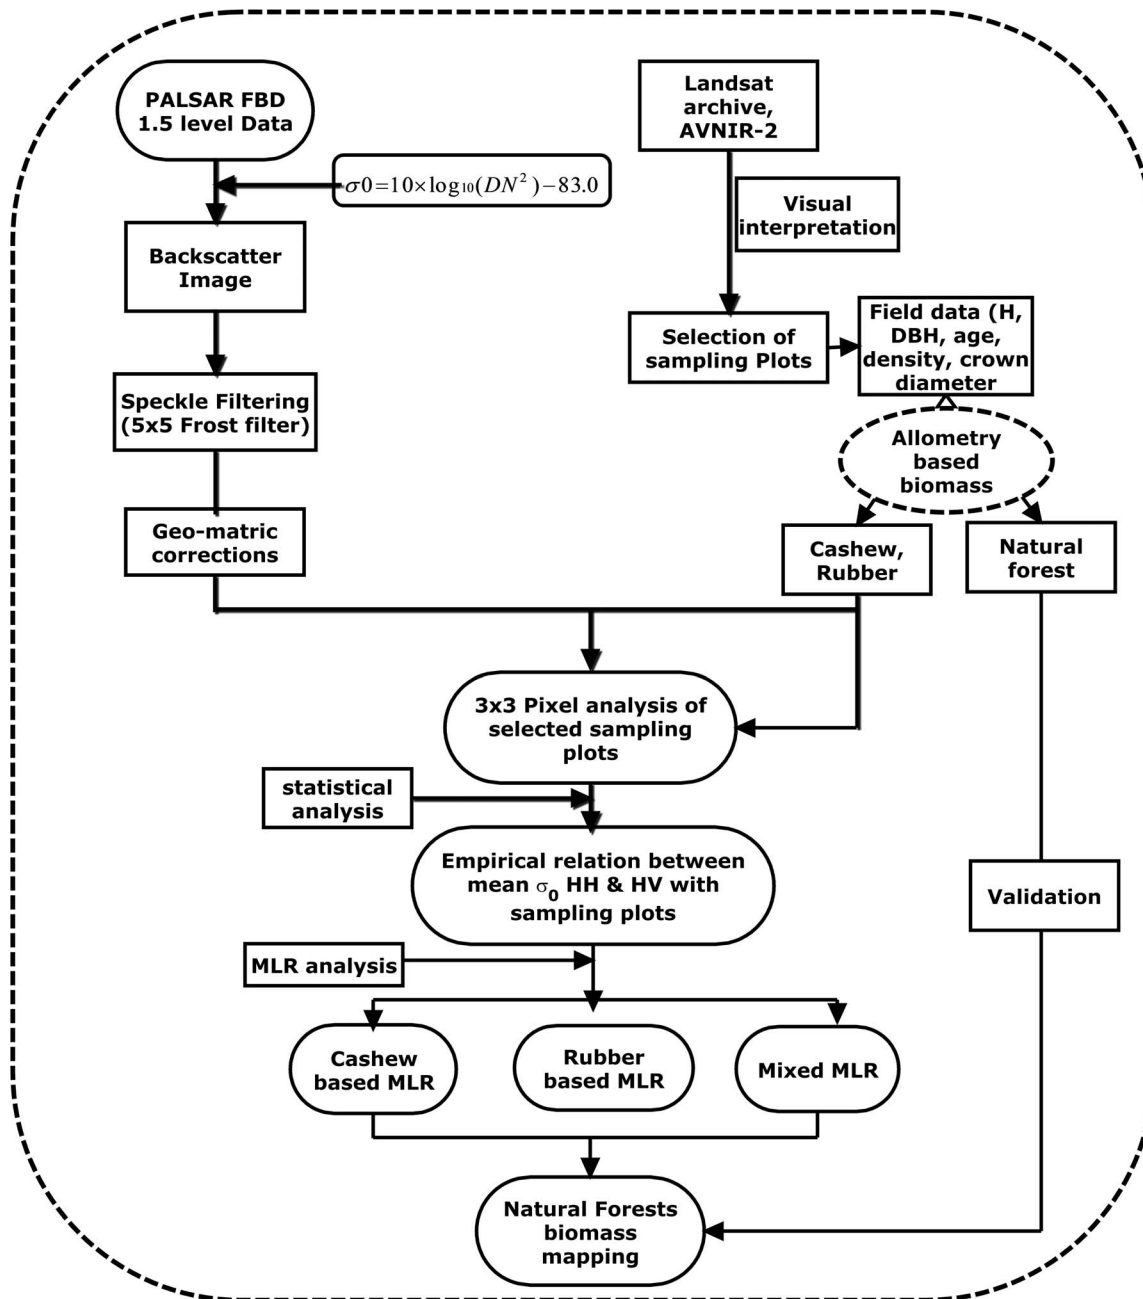 PALSAR FBD
1.5 level Data
σ0=10×log10(DN²)−83.0
Backscatter
Image
Speckle Filtering
(5x5 Frost filter)
Geo-matric
corrections
Landsat
archive,
AVNIR-2
Visual
interpretation
Selection of
sampling Plots
Field data (H,
DBH, age,
density, crown
diameter
Allometry
based
biomass
Cashew,
Rubber
Natural
forest
3x3 Pixel analysis of
selected sampling
plots
statistical
analysis
Empirical relation between
mean σ0 HH & HV with
sampling plots
Validation
MLR analysis
Cashew
based MLR
Rubber
based MLR
Mixed MLR
Natural Forests
biomass
mapping